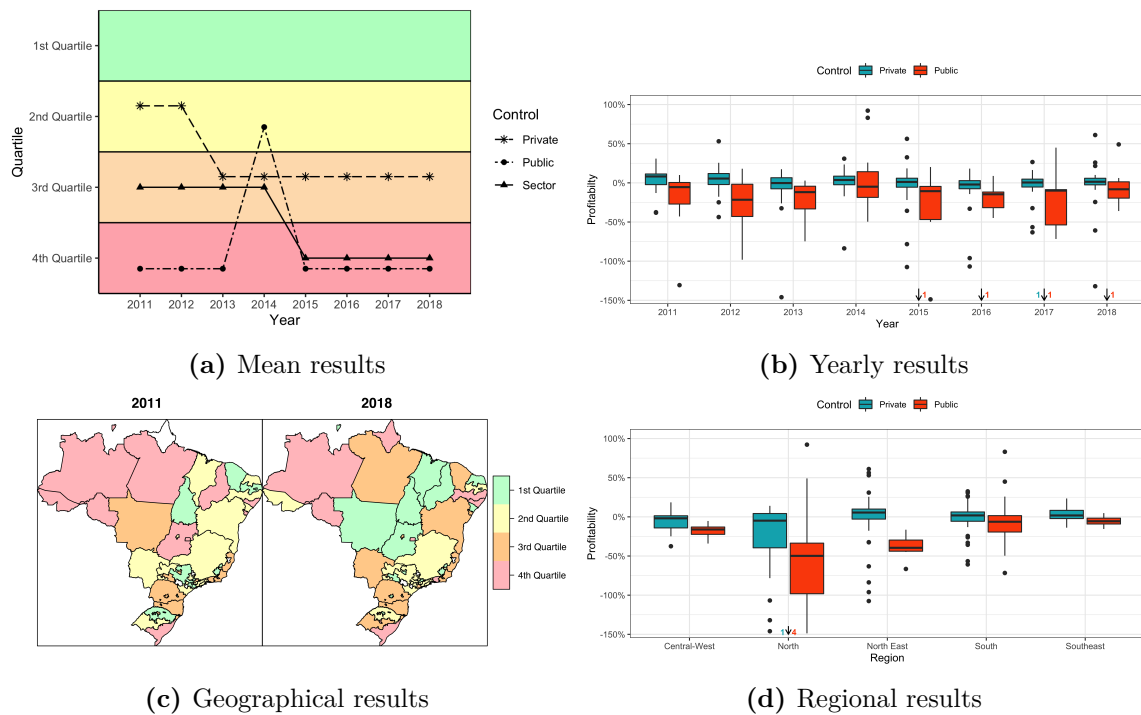 1st Quartile
2nd Quartile
3rd Quartile
4th Quartile
Quartile
2011 2012 2013 2014 2015 2016 2017 2018
Year
Control
Private
Public
Sector
(a) Mean results
Control Private Public
100%
50%
0%
-50%
-100%
-150%
Profitability
1 1 1 1 1
2011 2012 2013 2014 2015 2016 2017 2018
Year
(b) Yearly results
2011 2018
1st Quartile
2nd Quartile
3rd Quartile
4th Quartile
(c) Geographical results
Control Private Public
100%
50%
0%
-50%
-100%
-150%
Profitability
1 4
Central-West North North East South Southeast
Region
(d) Regional results